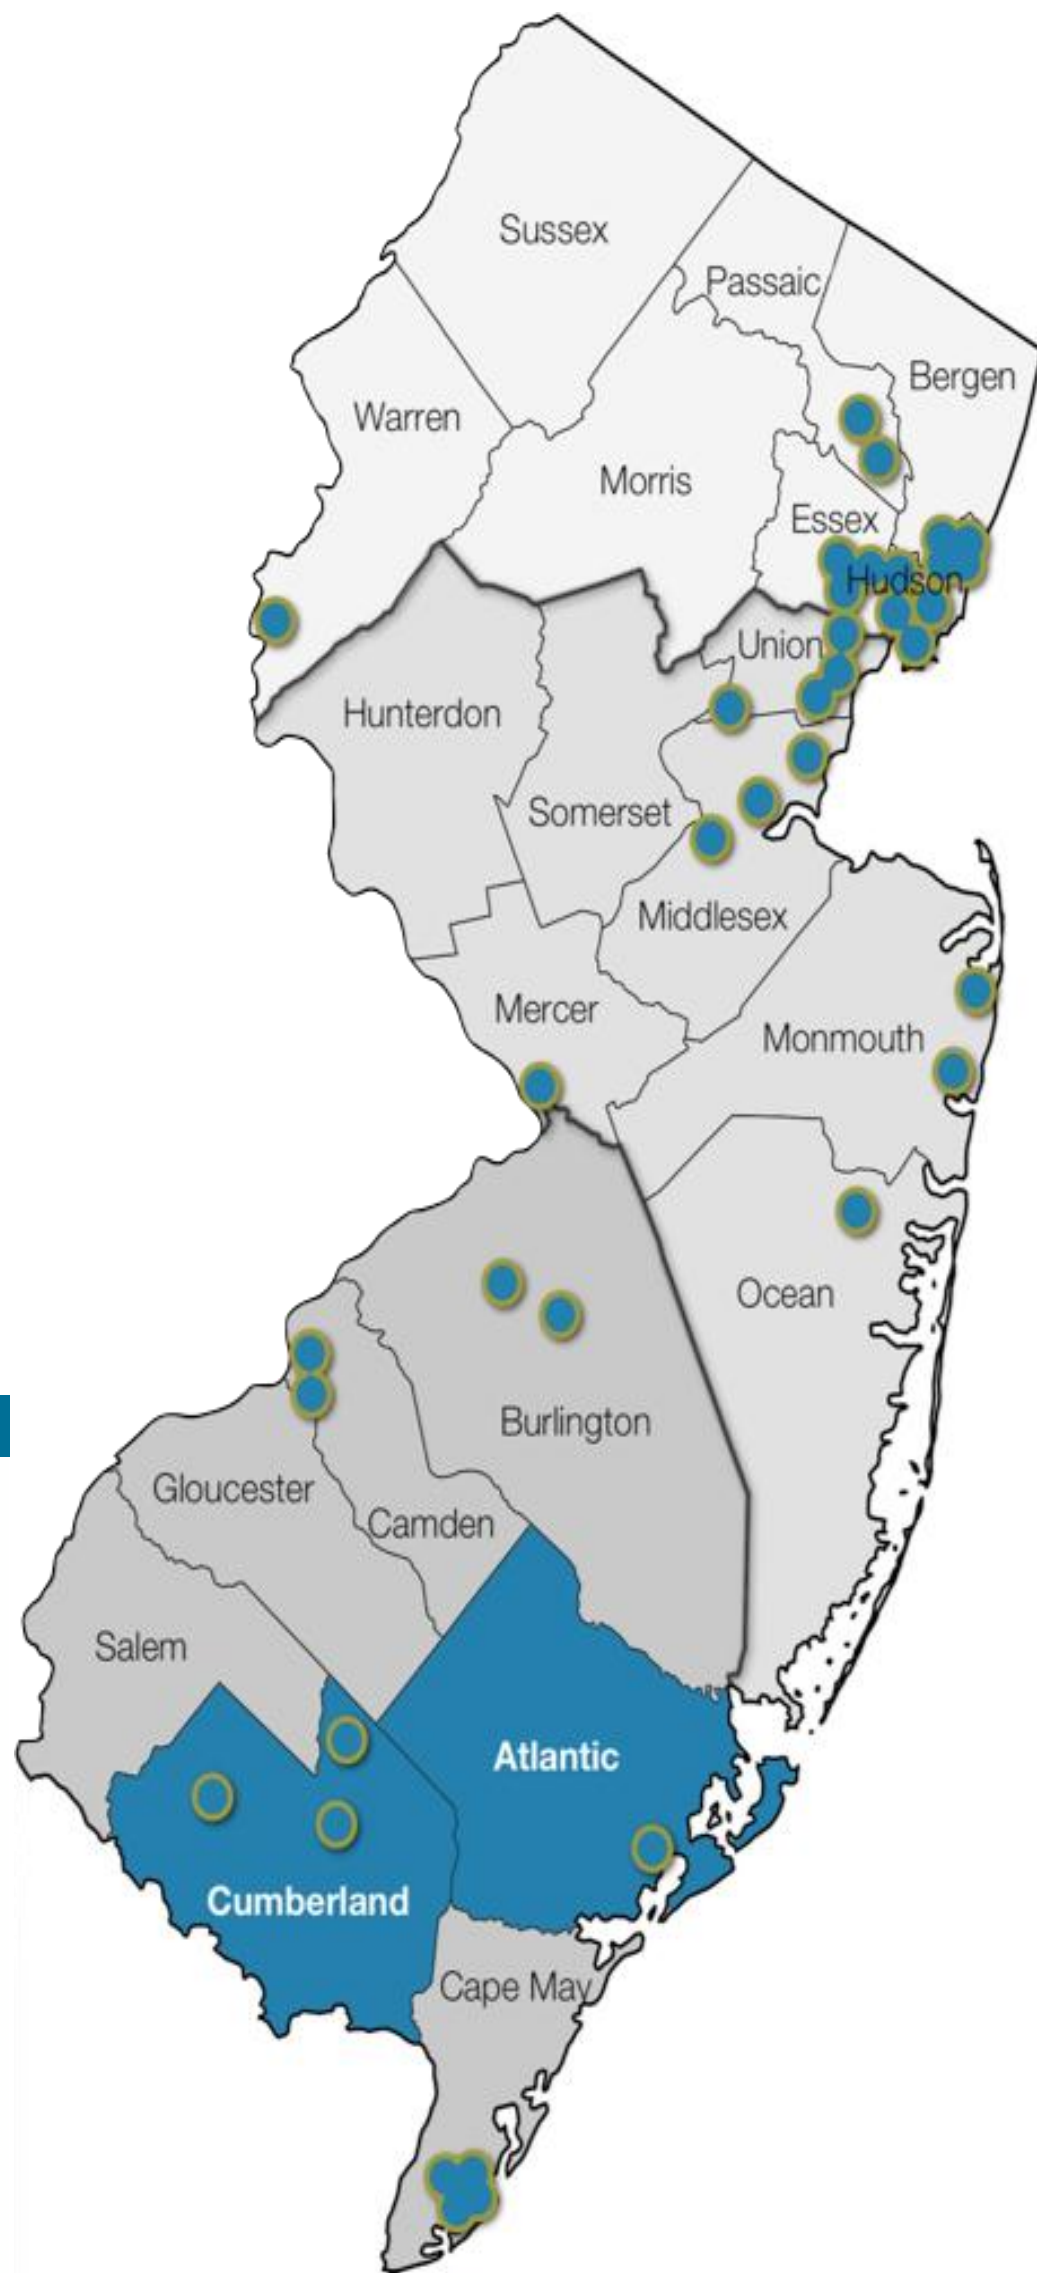 Sussex
Passaic
Bergen
Warren
Morris
Essex
Hudson
Union
Hunterdon
Somerset
Middlesex
Mercer
Monmouth
Ocean
Burlington
Gloucester
Camden
Salem
Atlantic
Cumberland
Cape May